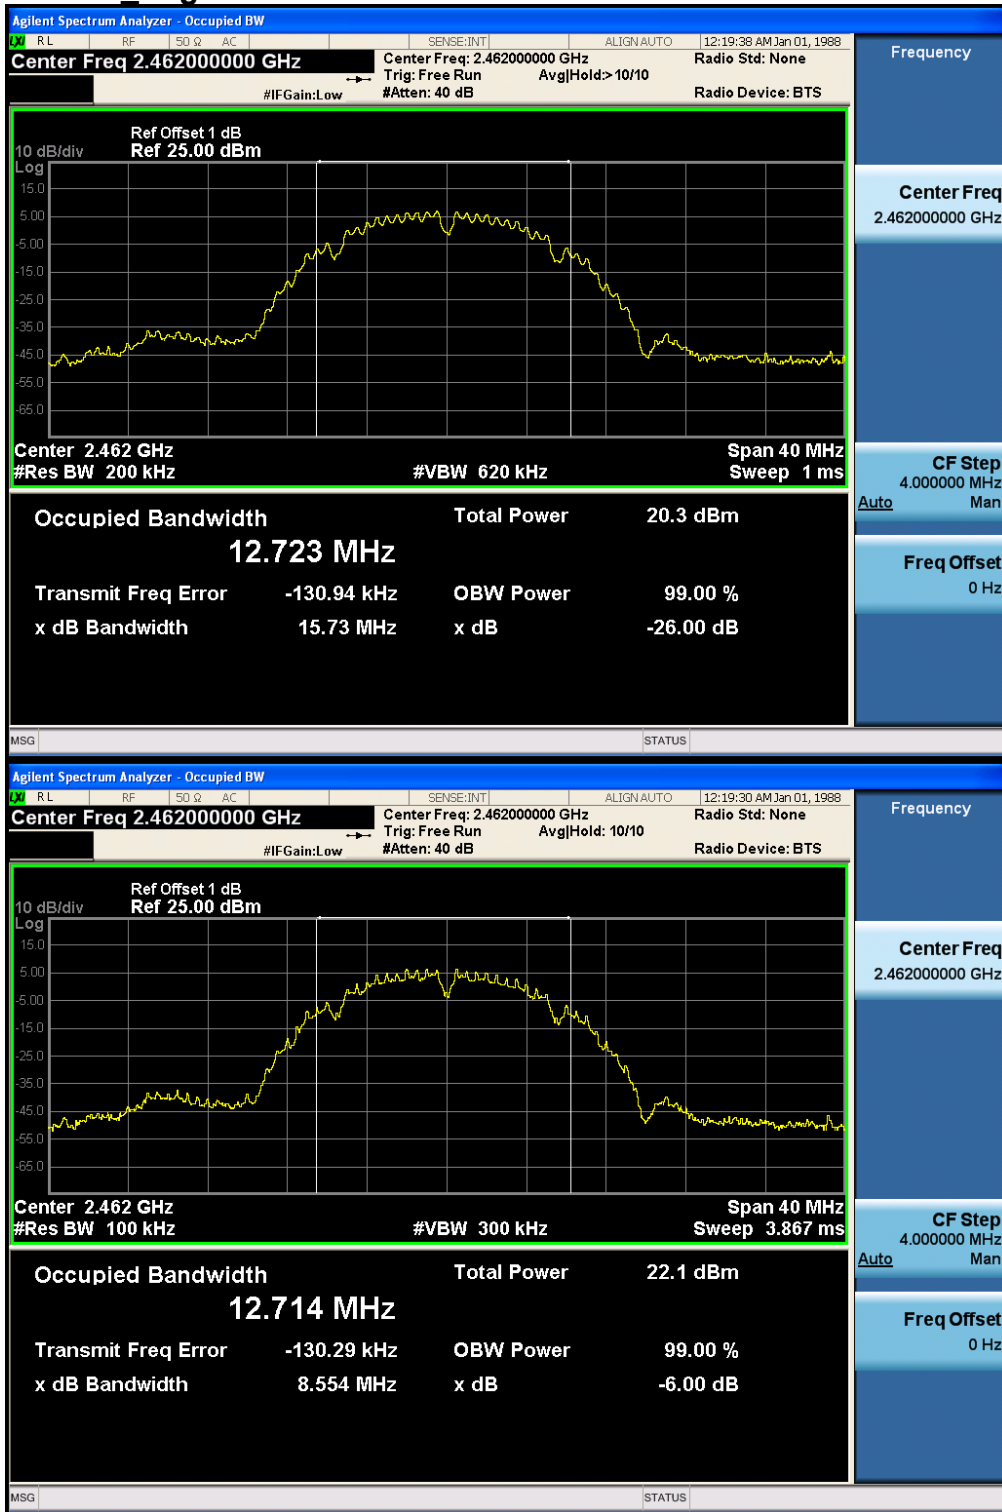 Agilent Spectrum Analyzer - Occupied BW
LXI RL RF 50 Ω AC SENSE:INT ALIGN AUTO 12:19:38 AM Jan 01, 1988
Center Freq 2.462000000 GHz Center Freq: 2.462000000 GHz Radio Std: None Frequency
Trig: Free Run Avg|Hold:>10/10
#IFGain:Low #Atten: 40 dB Radio Device: BTS
Ref Offset 1 dB
10 dB/div Ref 25.00 dBm
Log
15.0
Center Freq
2.462000000 GHz
5.00
-5.00
-15.0
-25.0
-35.0
-45.0
-55.0
-65.0
Center 2.462 GHz Span 40 MHz
#Res BW 200 kHz #VBW 620 kHz Sweep 1 ms
CF Step
4.000000 MHz
Auto Man
Occupied Bandwidth Total Power 20.3 dBm
12.723 MHz
Freq Offset
0 Hz
Transmit Freq Error -130.94 kHz OBW Power 99.00 %
x dB Bandwidth 15.73 MHz x dB -26.00 dB
MSG STATUS
Agilent Spectrum Analyzer - Occupied BW
LXI RL RF 50 Ω AC SENSE:INT ALIGN AUTO 12:19:30 AM Jan 01, 1988
Center Freq 2.462000000 GHz Center Freq: 2.462000000 GHz Radio Std: None Frequency
Trig: Free Run Avg|Hold: 10/10
#IFGain:Low #Atten: 40 dB Radio Device: BTS
Ref Offset 1 dB
10 dB/div Ref 25.00 dBm
Log
15.0
Center Freq
2.462000000 GHz
5.00
-5.00
-15.0
-25.0
-35.0
-45.0
-55.0
-65.0
Center 2.462 GHz Span 40 MHz
#Res BW 100 kHz #VBW 300 kHz Sweep 3.867 ms
CF Step
4.000000 MHz
Auto Man
Occupied Bandwidth Total Power 22.1 dBm
12.714 MHz
Freq Offset
0 Hz
Transmit Freq Error -130.29 kHz OBW Power 99.00 %
x dB Bandwidth 8.554 MHz x dB -6.00 dB
MSG STATUS